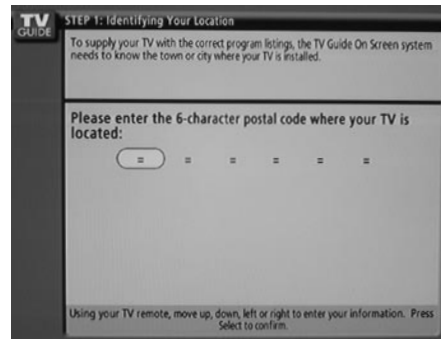 TV
GUIDE
STEP 1: Identifying Your Location
To supply your TV with the correct program listings, the TV Guide On Screen system
needs to know the town or city where your TV is installed.
Please enter the 6-character postal code where your TV is
located:
= = = = = =
Using your TV remote, move up, down, left or right to enter your information. Press
Select to confirm.